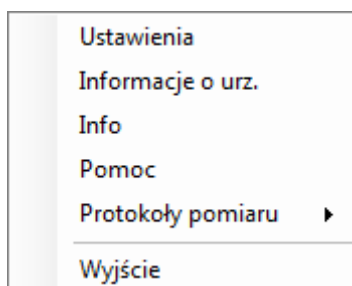 Ustawienia
Informacje o urz.
Info
Pomoc
Protokoły pomiaru
Wyjście